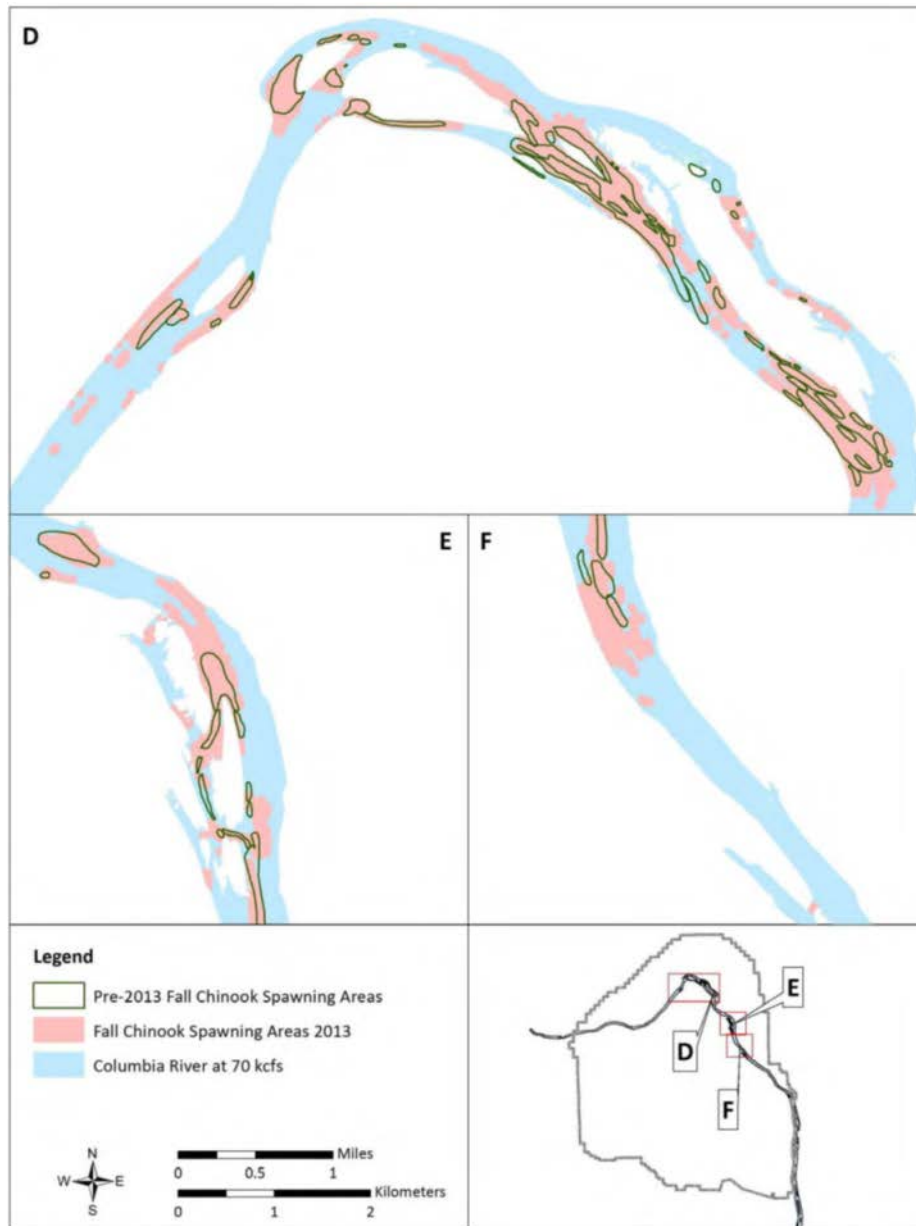 D
E
F
Legend
Pre-2013 Fall Chinook Spawning Areas
Fall Chinook Spawning Areas 2013
Columbia River at 70 kcfs
N
W E
S
Miles
0 0.5 1
Kilometers
0 1 2
E
D
F